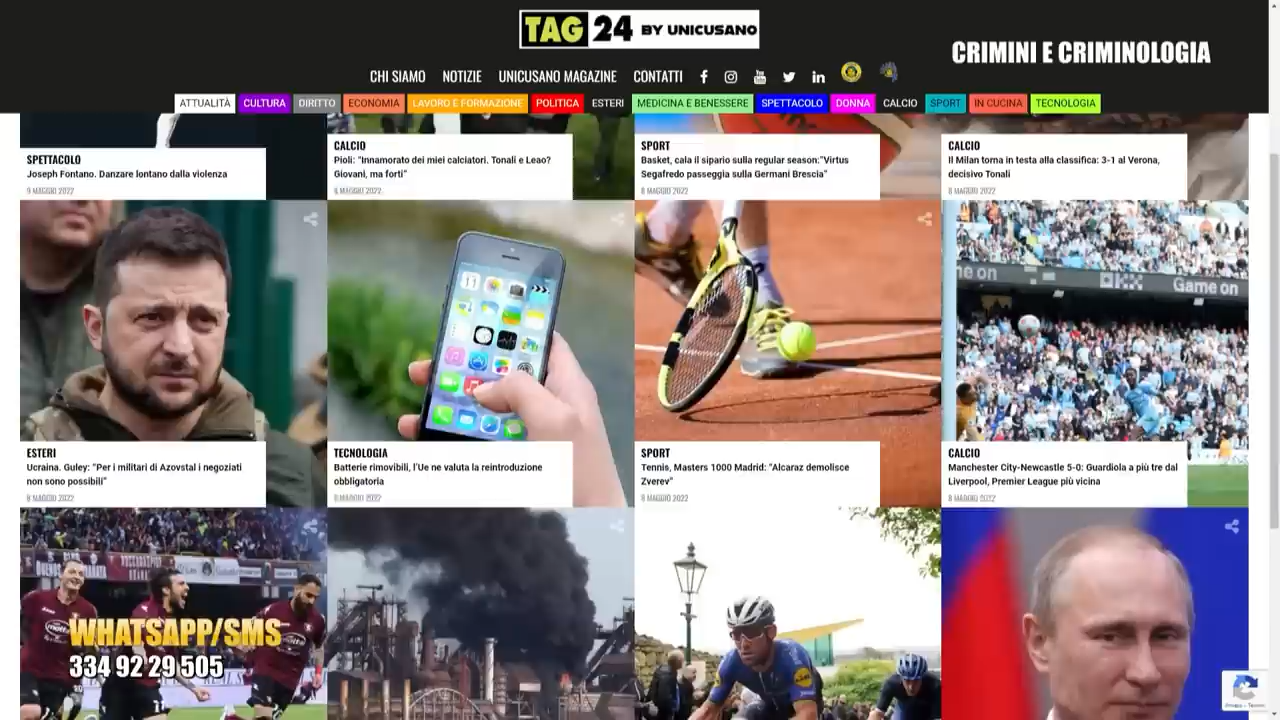 TAG 24 BY UNICUSANO
CRIMINI E CRIMINOLOGIA
CHI SIAMO NOTIZIE UNICUSANO MAGAZINE CONTATTI
ATTUALITÀ CULTURA DIRITTO ECONOMIA LAVORO E FORMAZIONE POLITICA ESTERI MEDICINA E BENESSERE SPETTACOLO DONNA CALCIO SPORT IN CUCINA TECNOLOGIA
SPETTACOLO
Joseph Fontano. Danzare lontano dalla violenza
9 MAGGIO 2022
CALCIO
Pioli: “Innamorato dei miei calciatori. Tonali e Leao?
Giovani, ma forti”
8 MAGGIO 2022
SPORT
Basket, cala il sipario sulla regular season:”Virtus
Segafredo passeggia sulla Germani Brescia”
8 MAGGIO 2022
CALCIO
Il Milan torna in testa alla classifica: 3-1 al Verona,
decisivo Tonali
8 MAGGIO 2022
ESTERI
Ucraina. Guley: “Per i militari di Azovstal i negoziati
non sono possibili”
8 MAGGIO 2022
TECNOLOGIA
Batterie rimovibili, l’Ue ne valuta la reintroduzione
obbligatoria
8 MAGGIO 2022
SPORT
Tennis, Masters 1000 Madrid: “Alcaraz demolisce
Zverev”
8 MAGGIO 2022
Game on
CALCIO
Manchester City-Newcastle 5-0: Guardiola a più tre dal
Liverpool, Premier League più vicina
8 MAGGIO 2022
WHATSAPP/SMS
334 92 29 505